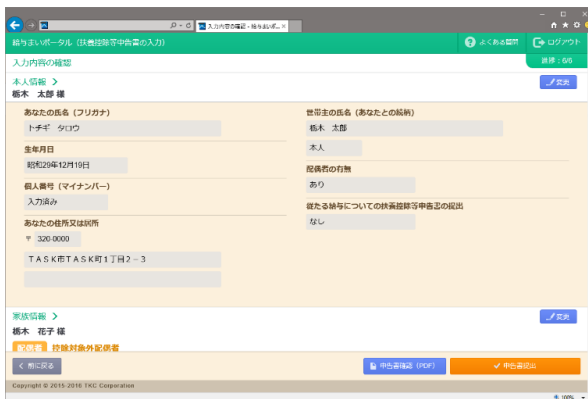 入力内容の確認 - 給与まいポ...
給与まいポータル（扶養控除等申告書の入力）
よくある質問
ログアウト
入力内容の確認
進捗：6/6
本人情報
変更
栃木　太郎 様
あなたの氏名（フリガナ）
トチギ　タロウ
生年月日
昭和29年12月19日
個人番号（マイナンバー）
入力済み
あなたの住所又は居所
〒 320-0000
ＴＡＳＫ市ＴＡＳＫ町１丁目２－３
世帯主の氏名（あなたとの続柄）
栃木　太郎
本人
配偶者の有無
あり
従たる給与についての扶養控除等申告書の提出
なし
家族情報
変更
栃木　花子 様
配偶者 控除対象外配偶者
前に戻る
申告書確認（PDF）
申告書提出
Copyright © 2015-2016 TKC Corporation
100%